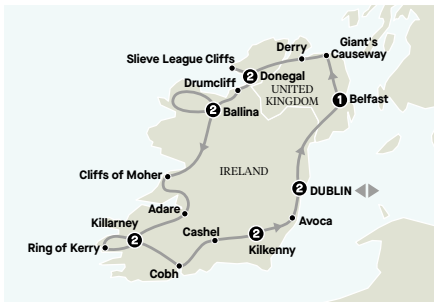 Giant's
Causeway
Derry
Slieve League Cliffs
2 Donegal
Drumcliff
UNITED
KINGDOM
1 Belfast
2 Ballina
IRELAND
Cliffs of Moher
2 DUBLIN
Adare
Avoca
Killarney
2
Cashel
2
Kilkenny
Ring of Kerry
Cobh